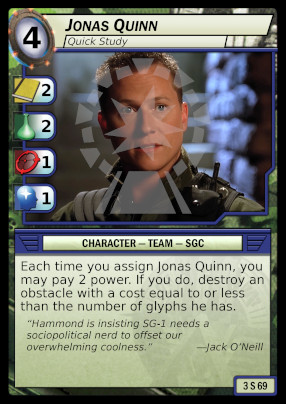 4
JONAS QUINN
Quick Study
2
2
1
1
CHARACTER – TEAM – SGC
Each time you assign Jonas Quinn, you
may pay 2 power. If you do, destroy an
obstacle with a cost equal to or less
than the number of glyphs he has.
“Hammond is insisting SG-1 needs a
sociopolitical nerd to offset our
overwhelming coolness.” —Jack O’Neill
3 S 69